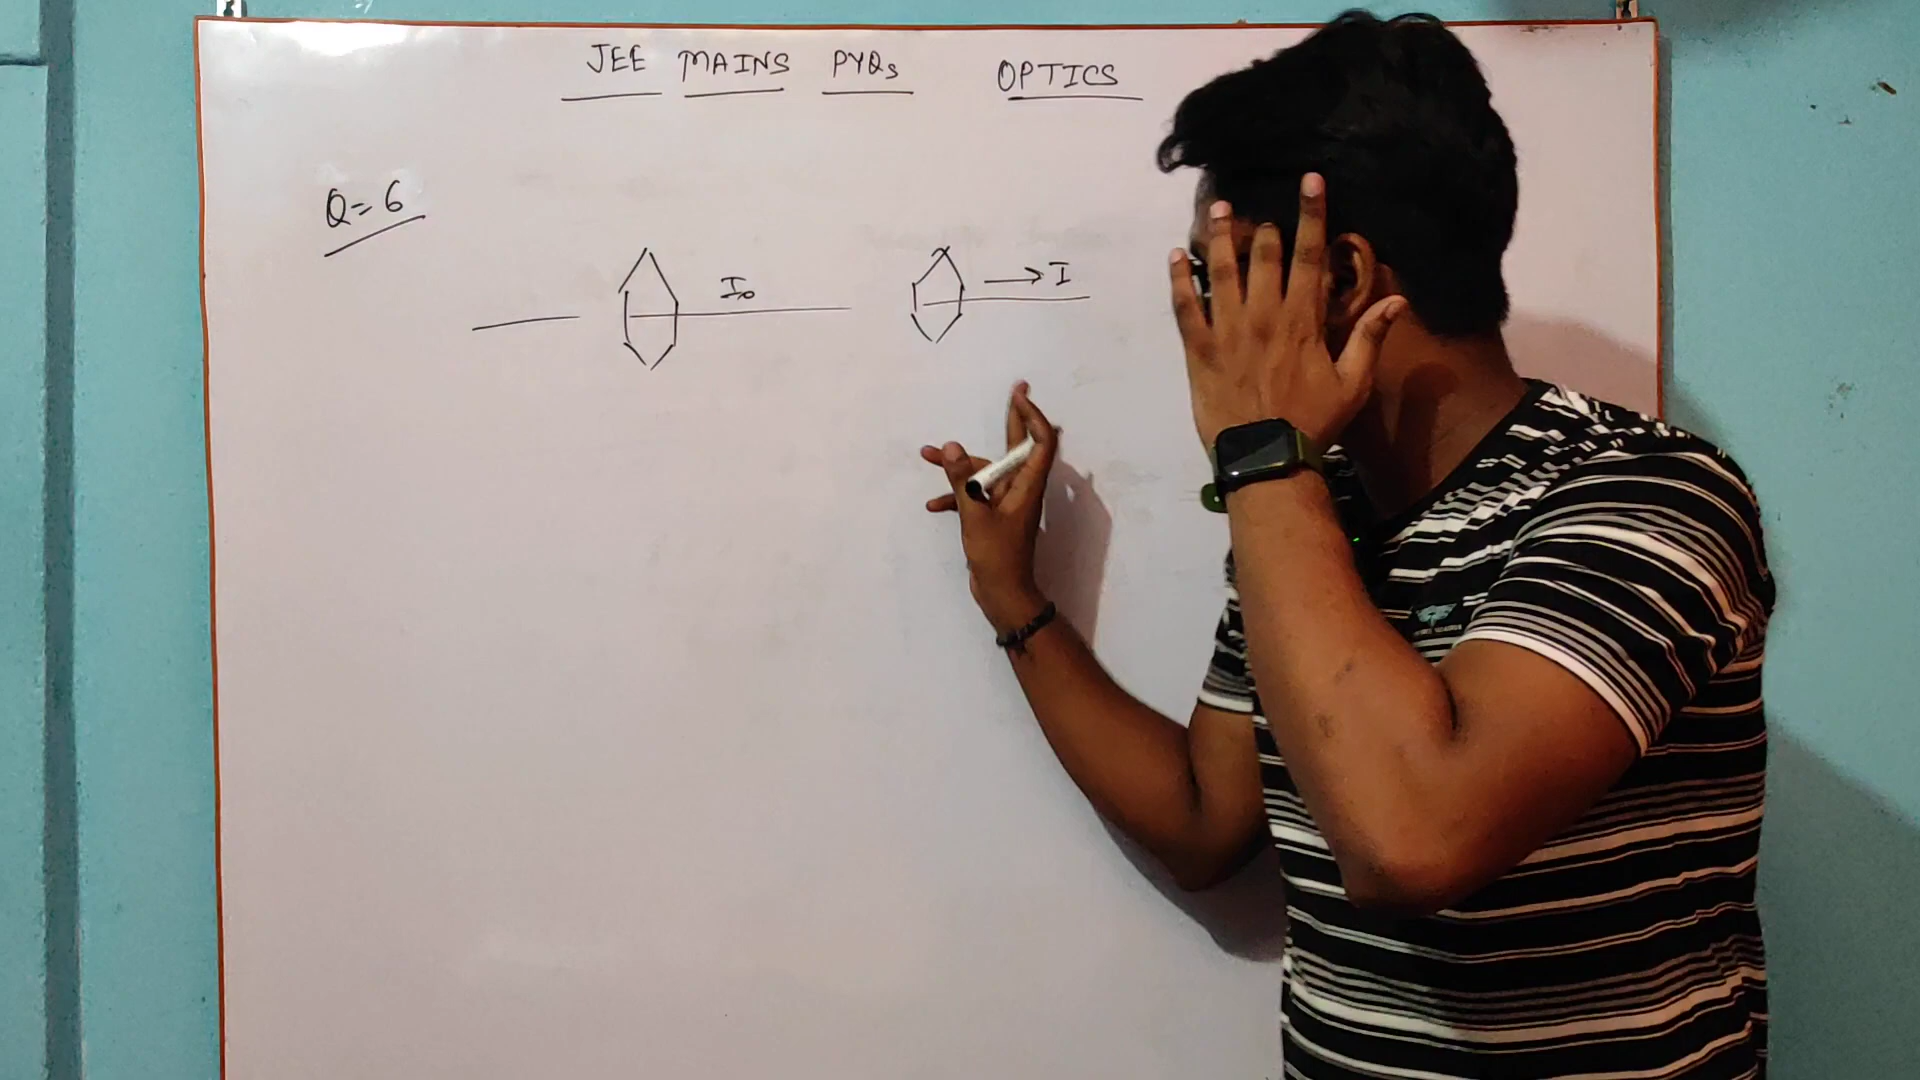 JEE MAINS PYQs OPTICS
Q=6
I₀
→ I